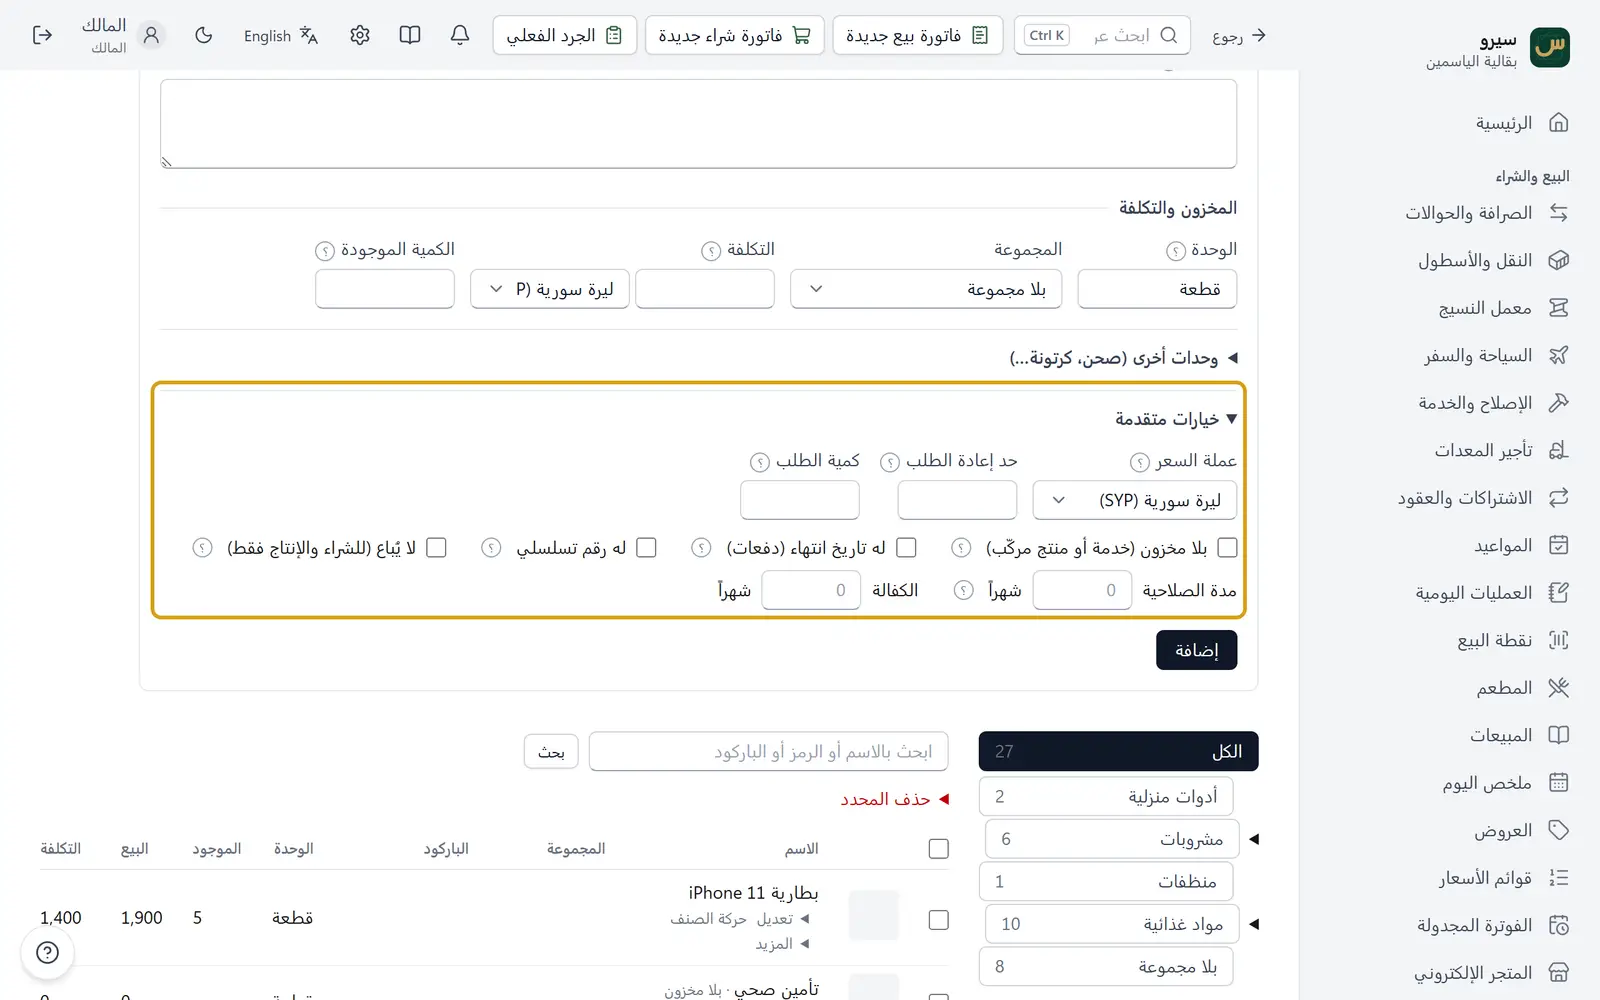 سيرو
بقالية الياسمين
رجوع
ابحث عر
Ctrl K
فاتورة بيع جديدة
فاتورة شراء جديدة
الجرد الفعلي
English
المالك
المالك
الرئيسية
البيع والشراء
الصرافة والحوالات
النقل والأسطول
معمل النسيج
السياحة والسفر
الإصلاح والخدمة
تأجير المعدات
الاشتراكات والعقود
المواعيد
العمليات اليومية
نقطة البيع
المطعم
المبيعات
ملخص اليوم
العروض
قوائم الأسعار
الفوترة المجدولة
المتجر الإلكتروني
المخزون والتكلفة
الوحدة ؟ المجموعة التكلفة ؟ الكمية الموجودة ؟
قطعة بلا مجموعة ليرة سورية (P
وحدات أخرى (صحن، كرتونة...)
خيارات متقدمة
عملة السعر ؟ حد إعادة الطلب ؟ كمية الطلب ؟
ليرة سورية (SYP)
بلا مخزون (خدمة أو منتج مركّب) ؟ له تاريخ انتهاء (دفعات) ؟ له رقم تسلسلي ؟ لا يُباع (للشراء والإنتاج فقط) ؟
مدة الصلاحية 0 شهراً ؟ الكفالة 0 شهراً
إضافة
الكل 27
أدوات منزلية 2
مشروبات 6
منظفات 1
مواد غذائية 10
بلا مجموعة 8
ابحث بالاسم أو الرمز أو الباركود بحث
حذف المحدد
الاسم المجموعة الباركود الوحدة الموجود البيع التكلفة
بطارية iPhone 11 قطعة 5 1,900 1,400
تعديل حركة الصنف
المزيد
تأمين صحي · بلا مخزون